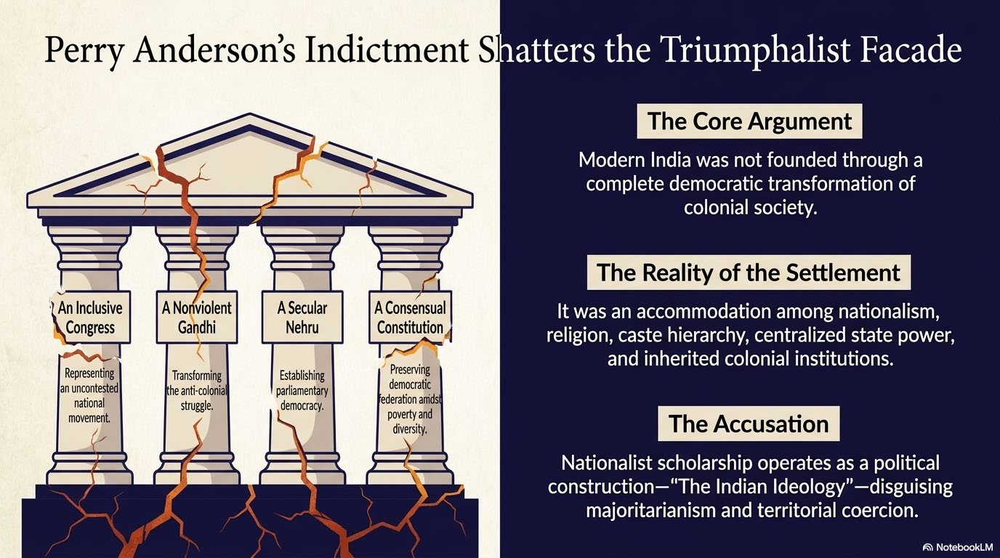 Perry Anderson's Indictment Shatters the Triumphalist Facade
An Inclusive
Congress
Representing
an uncontested
national
movement.
A Nonviolent
Gandhi
Transforming
the anti-colonial
struggle.
A Secular
Nehru
Establishing
parliamentary
democracy.
A Consensual
Constitution
Preserving
democratic
federation amidst
poverty and
diversity.
The Core Argument
Modern India was not founded through a
complete democratic transformation of
colonial society.
The Reality of the Settlement
It was an accommodation among nationalism,
religion, caste hierarchy, centralized state power,
and inherited colonial institutions.
The Accusation
Nationalist scholarship operates as a political
construction—“The Indian Ideology”—disguising
majoritarianism and territorial coercion.
NotebookLM